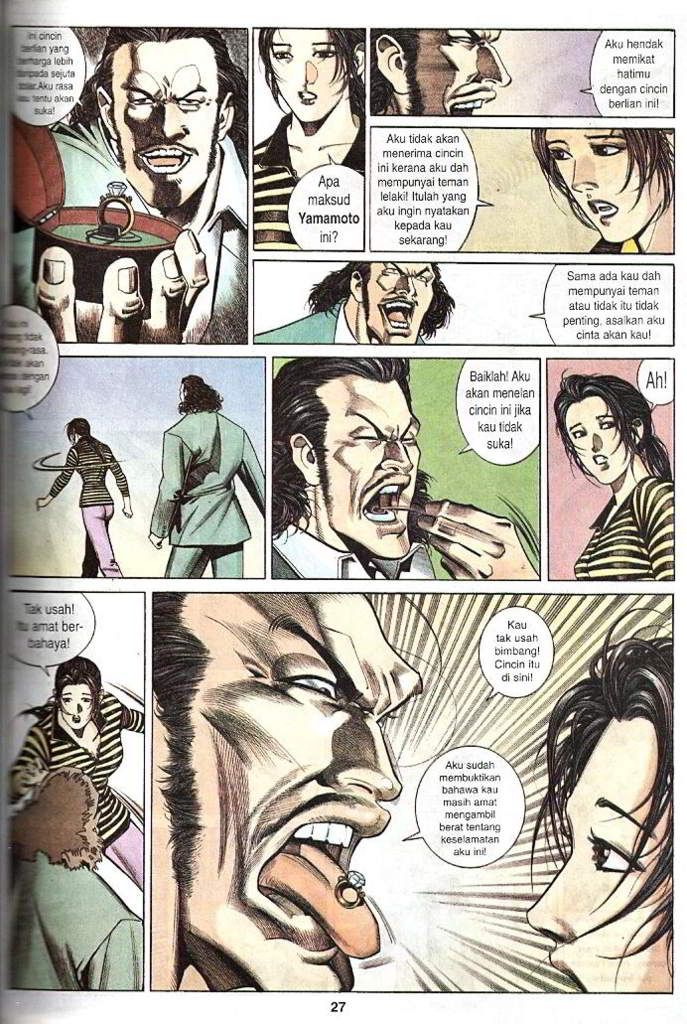 Ini cincin
berlian yang
berharga lebih
daripada sejuta
dolar. Aku rasa
kau tentu akan
suka!
Apa
maksud
Yamamoto
ini?
Aku hendak
memikat
hatimu
dengan cincin
berlian ini!
Aku tidak akan
menerima cincin
ini kerana aku dah
mempunyai teman
lelaki! Itulah yang
aku ingin nyatakan
kepada kau
sekarang!
Sama ada kau dah
mempunyai teman
atau tidak itu tidak
penting, asalkan aku
cinta akan kau!
ini
tidak
dengan
lagi!
Baiklah! Aku
akan menelan
cincin ini jika
kau tidak
suka!
Ah!
Tak usah!
Itu amat ber-
bahaya!
Kau
tak usah
bimbang!
Cincin itu
di sini!
Aku sudah
membuktikan
bahawa kau
masih amat
mengambil
berat tentang
keselamatan
aku ini!
27